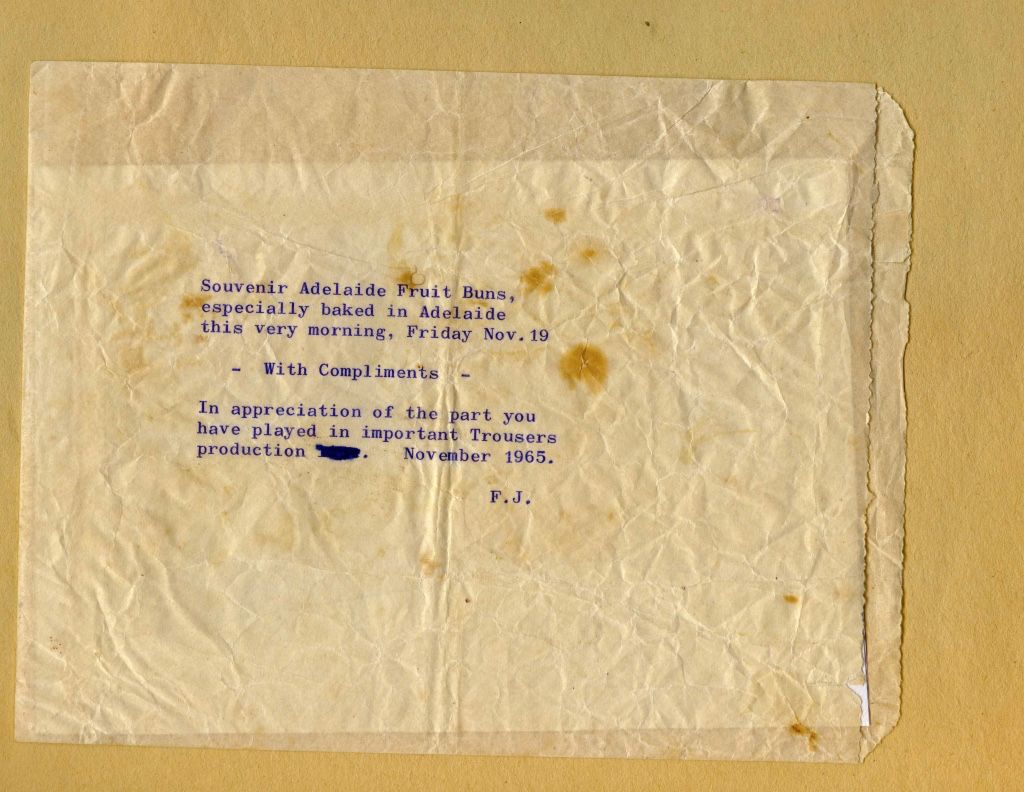 Souvenir Adelaide Fruit Buns,
especially baked in Adelaide
this very morning, Friday Nov.19
- With Compliments -
In appreciation of the part you
have played in important Trousers
production . November 1965.
F.J.